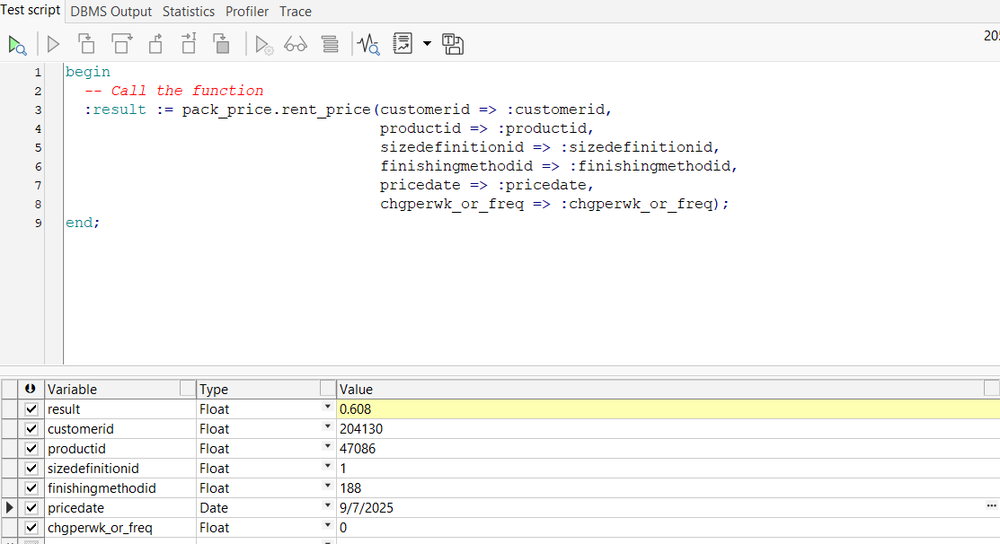 Test script DBMS Output Statistics Profiler Trace
205
1 begin
2 -- Call the function
3 :result := pack_price.rent_price(customerid => :customerid,
4 productid => :productid,
5 sizedefinitionid => :sizedefinitionid,
6 finishingmethodid => :finishingmethodid,
7 pricedate => :pricedate,
8 chgperwk_or_freq => :chgperwk_or_freq);
9 end;
Variable Type Value
result Float 0.608
customerid Float 204130
productid Float 47086
sizedefinitionid Float 1
finishingmethodid Float 188
pricedate Date 9/7/2025
chgperwk_or_freq Float 0